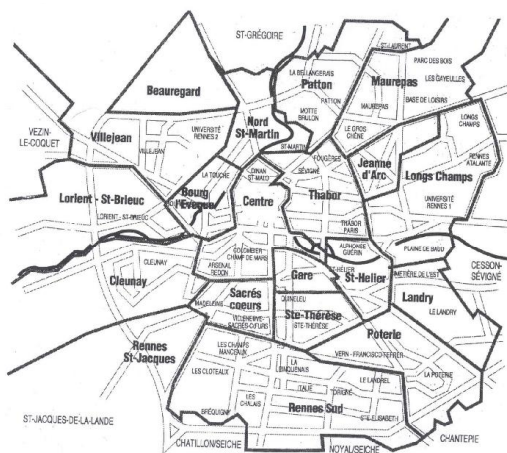 ST-GRÉGOIRE
ST-LAURENT
PARC DES BOIS
LA BELLANGERAIS
Patton
Maurepas
LES GAYEULLES
Beauregard
PATTON
MAUREPAS
BASE DE LOISIRS
MOTTE
BRULON
Nord
St-Martin
LONGS
CHAMPS
VEZIN-
LE-COQUET
Villejean
UNIVERSITÉ
RENNES 2
LE GROS
CHÊNE
VILLEJEAN
ST-MARTIN
FOUGÈRES
Jeanne
d'Arc
RENNES
ATALANTE
LA TOUCHE
DINAN
ST-MALO
SÉVIGNÉ
Longs Champs
Bourg
l'Evêque
Lorient - St-Brieuc
Centre
Thabor
UNIVERSITÉ
RENNES 1
LORIENT - ST-BRIEUC
THABOR
PARIS
COLOMBIER
CHAMP DE MARS
ALPHONSE
GUÉRIN
PLAINE DE BAUD
CLEUNAY
ARSENAL
REDON
Gare
ST-HÉLIER
St-Helier
CIMETIÈRE DE L'EST
CESSON-
SÉVIGNÉ
Cleunay
Sacrés
coeurs
QUINELEU
Landry
MADELEINE
VILLENEUVE-
SACRÉS-CŒURS
Ste-Thérèse
STE-THÉRÈSE
LE LANDRY
Poterie
Rennes
St-Jacques
LES CHAMPS
MANCEAUX
VERN - FRANCISCO-FERRER
LA
BINQUENAIS
LES CLOTEAUX
LE LANDREL
LA POTERIE
ITALIE
TORIGNÉ
LES
CHALAIS
Rennes Sud
STE-ELISABETH
BRÉQUIGNY
ST-JACQUES-DE-LA-LANDE
CHATILLON/SEICHE
NOYAL/SEICHE
CHANTEPIE